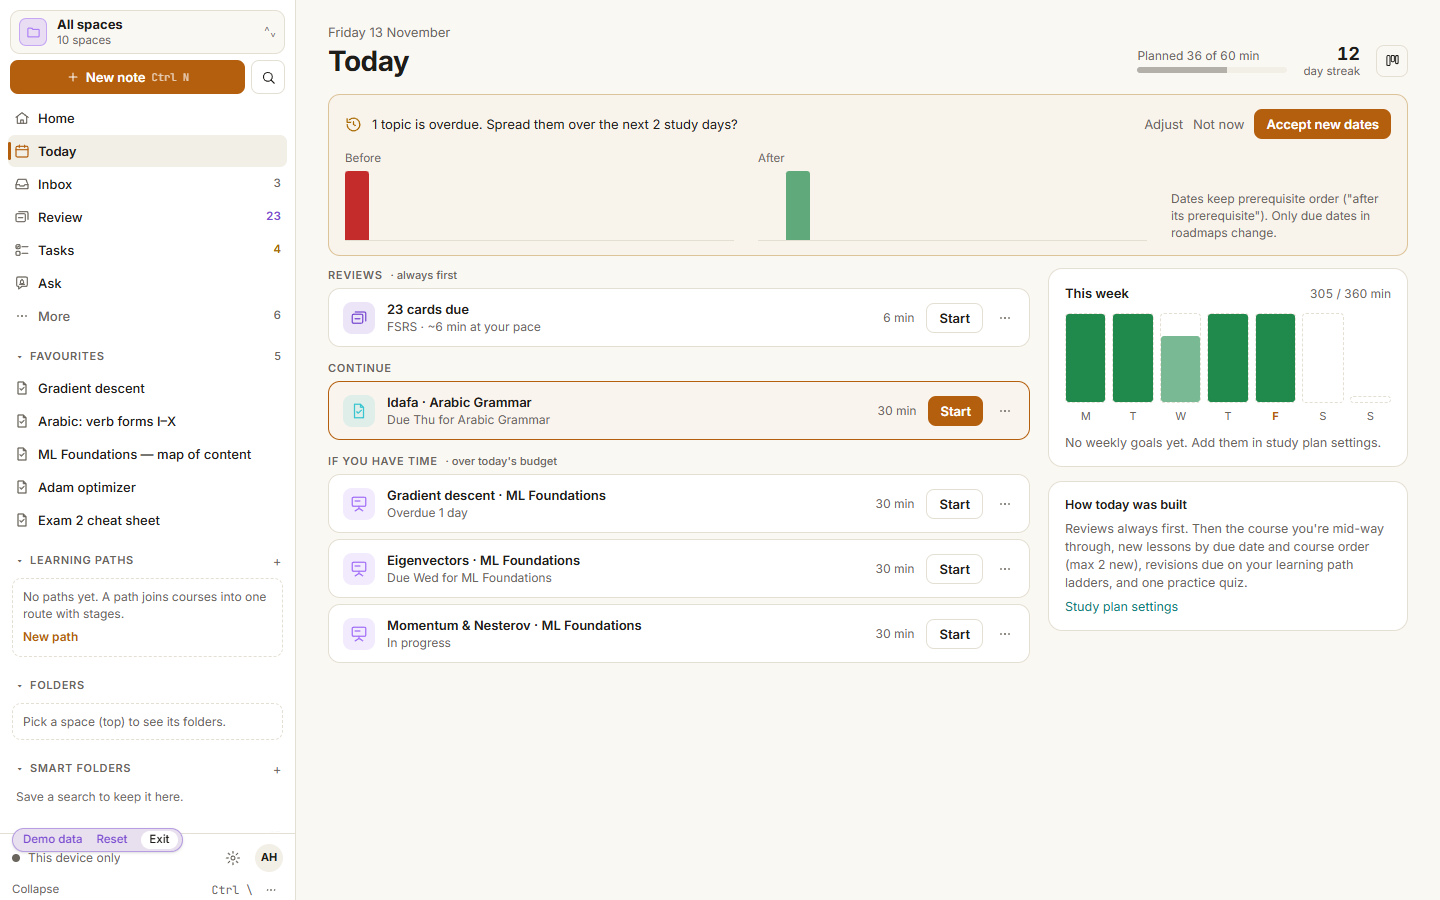 All spaces
10 spaces
New note Ctrl N
Home
Today
Inbox 3
Review 23
Tasks 4
Ask
More 6
FAVOURITES 5
Gradient descent
Arabic: verb forms I–X
ML Foundations — map of content
Adam optimizer
Exam 2 cheat sheet
LEARNING PATHS
No paths yet. A path joins courses into one
route with stages.
New path
FOLDERS
Pick a space (top) to see its folders.
SMART FOLDERS
Save a search to keep it here.
Demo data Reset Exit
This device only AH
Collapse Ctrl \
Friday 13 November
Today
Planned 36 of 60 min
12
day streak
1 topic is overdue. Spread them over the next 2 study days?
Adjust Not now Accept new dates
Before
After
Dates keep prerequisite order ("after
its prerequisite"). Only due dates in
roadmaps change.
REVIEWS · always first
23 cards due
FSRS · ~6 min at your pace
6 min Start
CONTINUE
Idafa · Arabic Grammar
Due Thu for Arabic Grammar
30 min Start
IF YOU HAVE TIME · over today's budget
Gradient descent · ML Foundations
Overdue 1 day
30 min Start
Eigenvectors · ML Foundations
Due Wed for ML Foundations
30 min Start
Momentum & Nesterov · ML Foundations
In progress
30 min Start
This week 305 / 360 min
M T W T F S S
No weekly goals yet. Add them in study plan settings.
How today was built
Reviews always first. Then the course you're mid-way
through, new lessons by due date and course order
(max 2 new), revisions due on your learning path
ladders, and one practice quiz.
Study plan settings